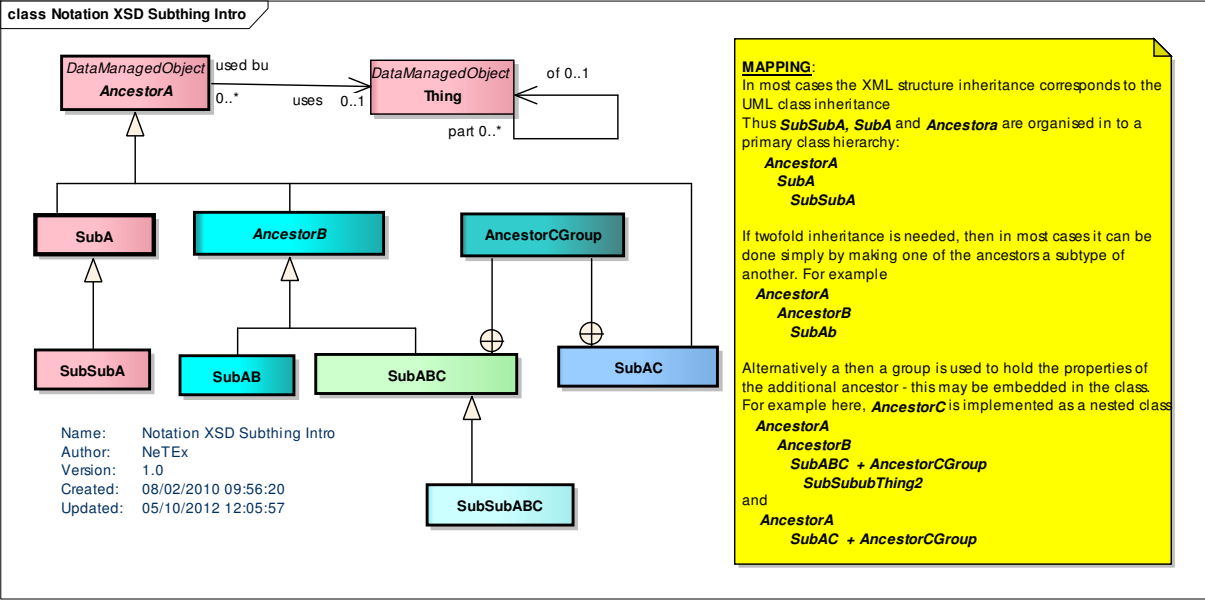 class Notation XSD Subthing Intro
DataManagedObject
AncestorA
used bu
0..*
uses
0..1
DataManagedObject
Thing
of 0..1
part 0..*
SubA
AncestorB
AncestorCGroup
SubSubA
SubAB
SubABC
SubAC
SubSubABC
Name: Notation XSD Subthing Intro
Author: NeTEx
Version: 1.0
Created: 08/02/2010 09:56:20
Updated: 05/10/2012 12:05:57
MAPPING:
In most cases the XML structure inheritance corresponds to the
UML class inheritance
Thus SubSubA, SubA and Ancestora are organised in to a
primary class hierarchy:
AncestorA
SubA
SubSubA
If twofold inheritance is needed, then in most cases it can be
done simply by making one of the ancestors a subtype of
another. For example
AncestorA
AncestorB
SubAb
Alternatively a then a group is used to hold the properties of
the additional ancestor - this may be embedded in the class.
For example here, AncestorC is implemented as a nested class
AncestorA
AncestorB
SubABC + AncestorCGroup
SubSububThing2
and
AncestorA
SubAC + AncestorCGroup